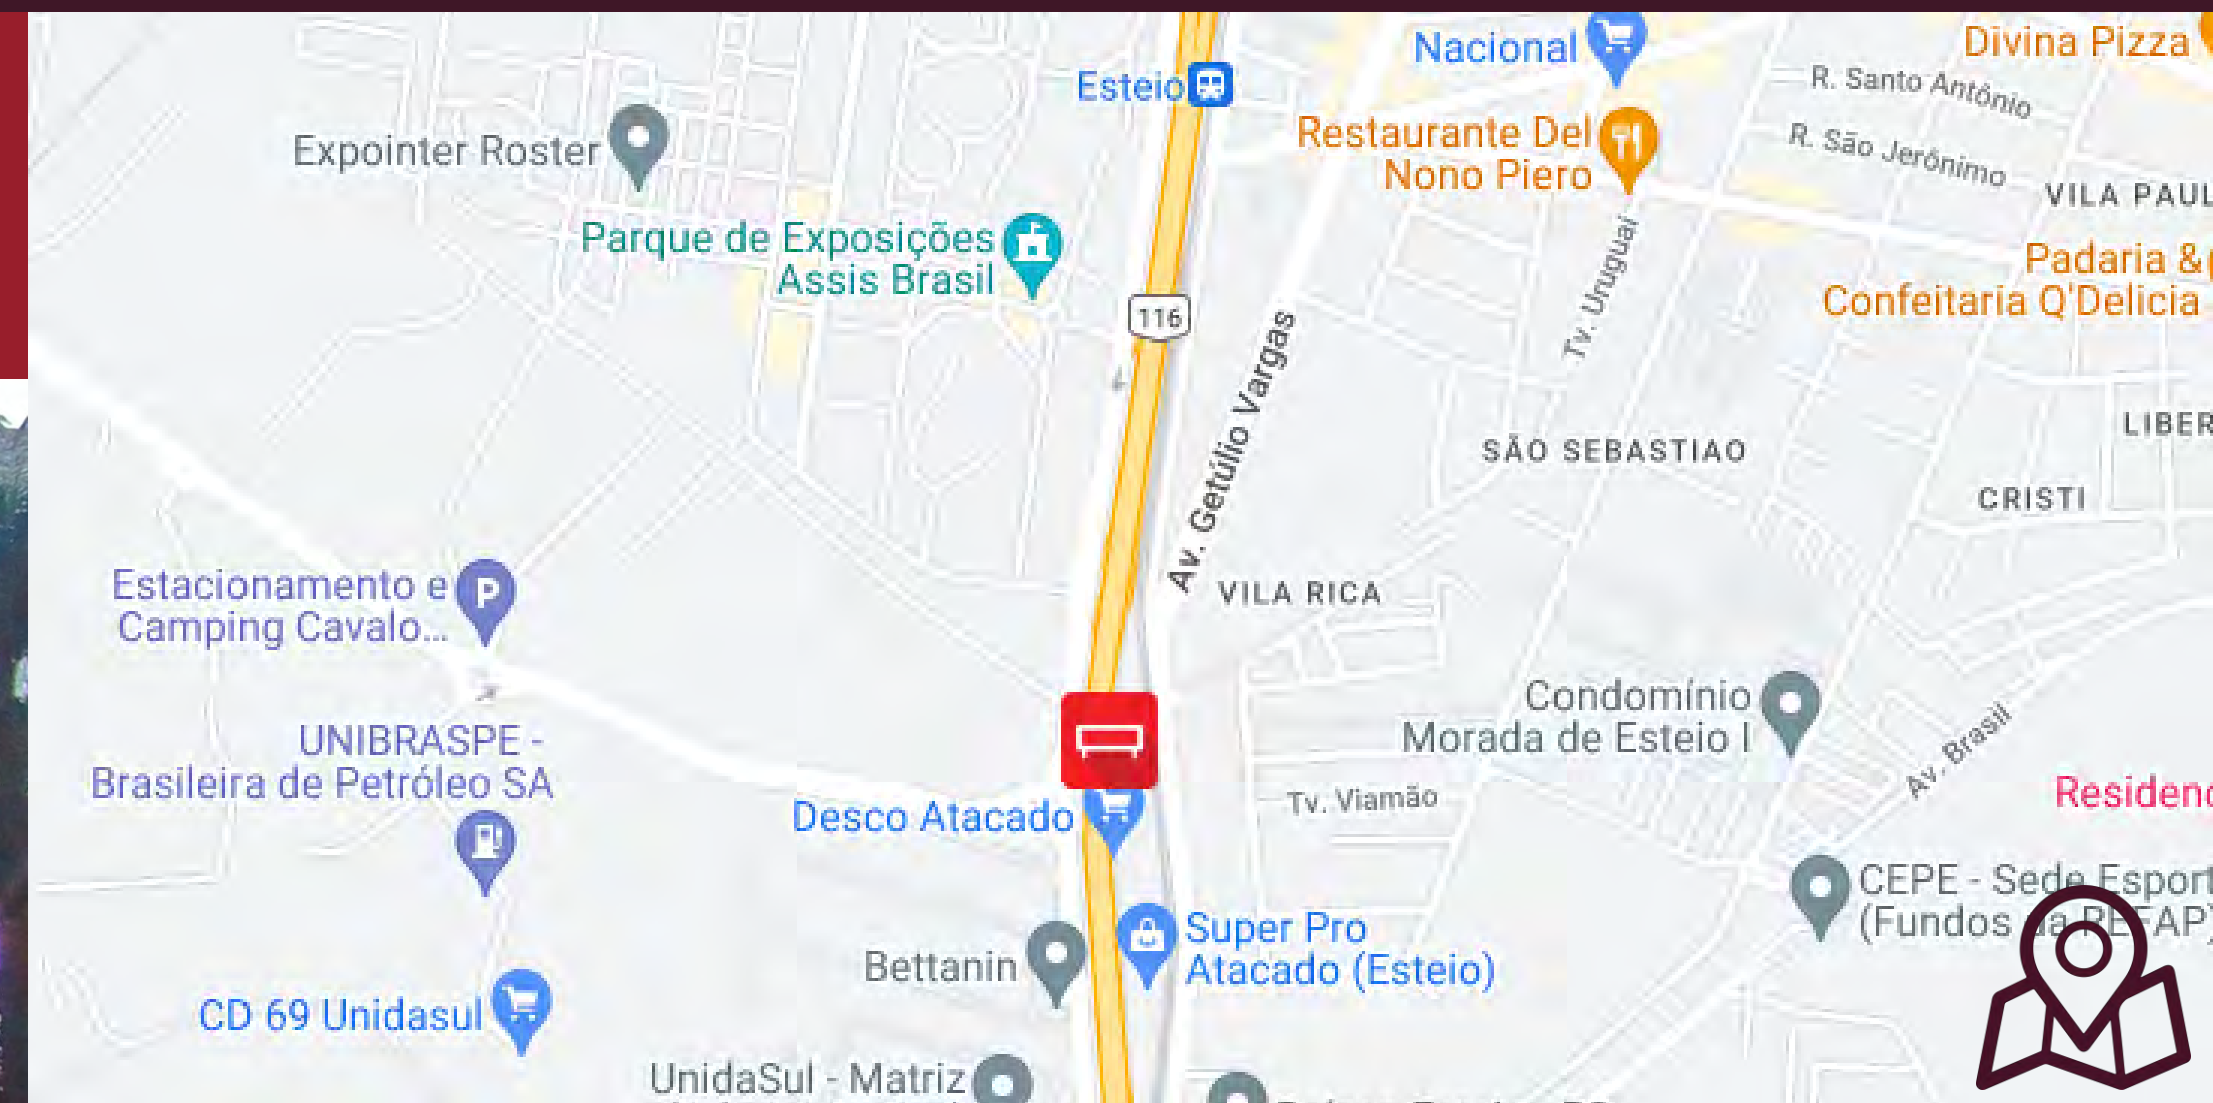 Nacional
Divina Pizza
Esteio
R. Santo Antônio
Expointer Roster
Restaurante Del
Nono Piero
R. São Jerônimo
VILA PAUL
Parque de Exposições
Assis Brasil
Tv. Uruguai
Padaria &
Confeitaria Q'Delicia
116
Av. Getúlio Vargas
LIBER
SÃO SEBASTIAO
CRISTI
Estacionamento e
Camping Cavalo...
P
VILA RICA
Condomínio
Morada de Esteio I
Av. Brasil
UNIBRASPE -
Brasileira de Petróleo SA
Tv. Viamão
Residenc
Desco Atacado
CEPE - Sede Esport
(Fundos da REFAP)
Super Pro
Atacado (Esteio)
Bettanin
CD 69 Unidasul
UnidaSul - Matriz